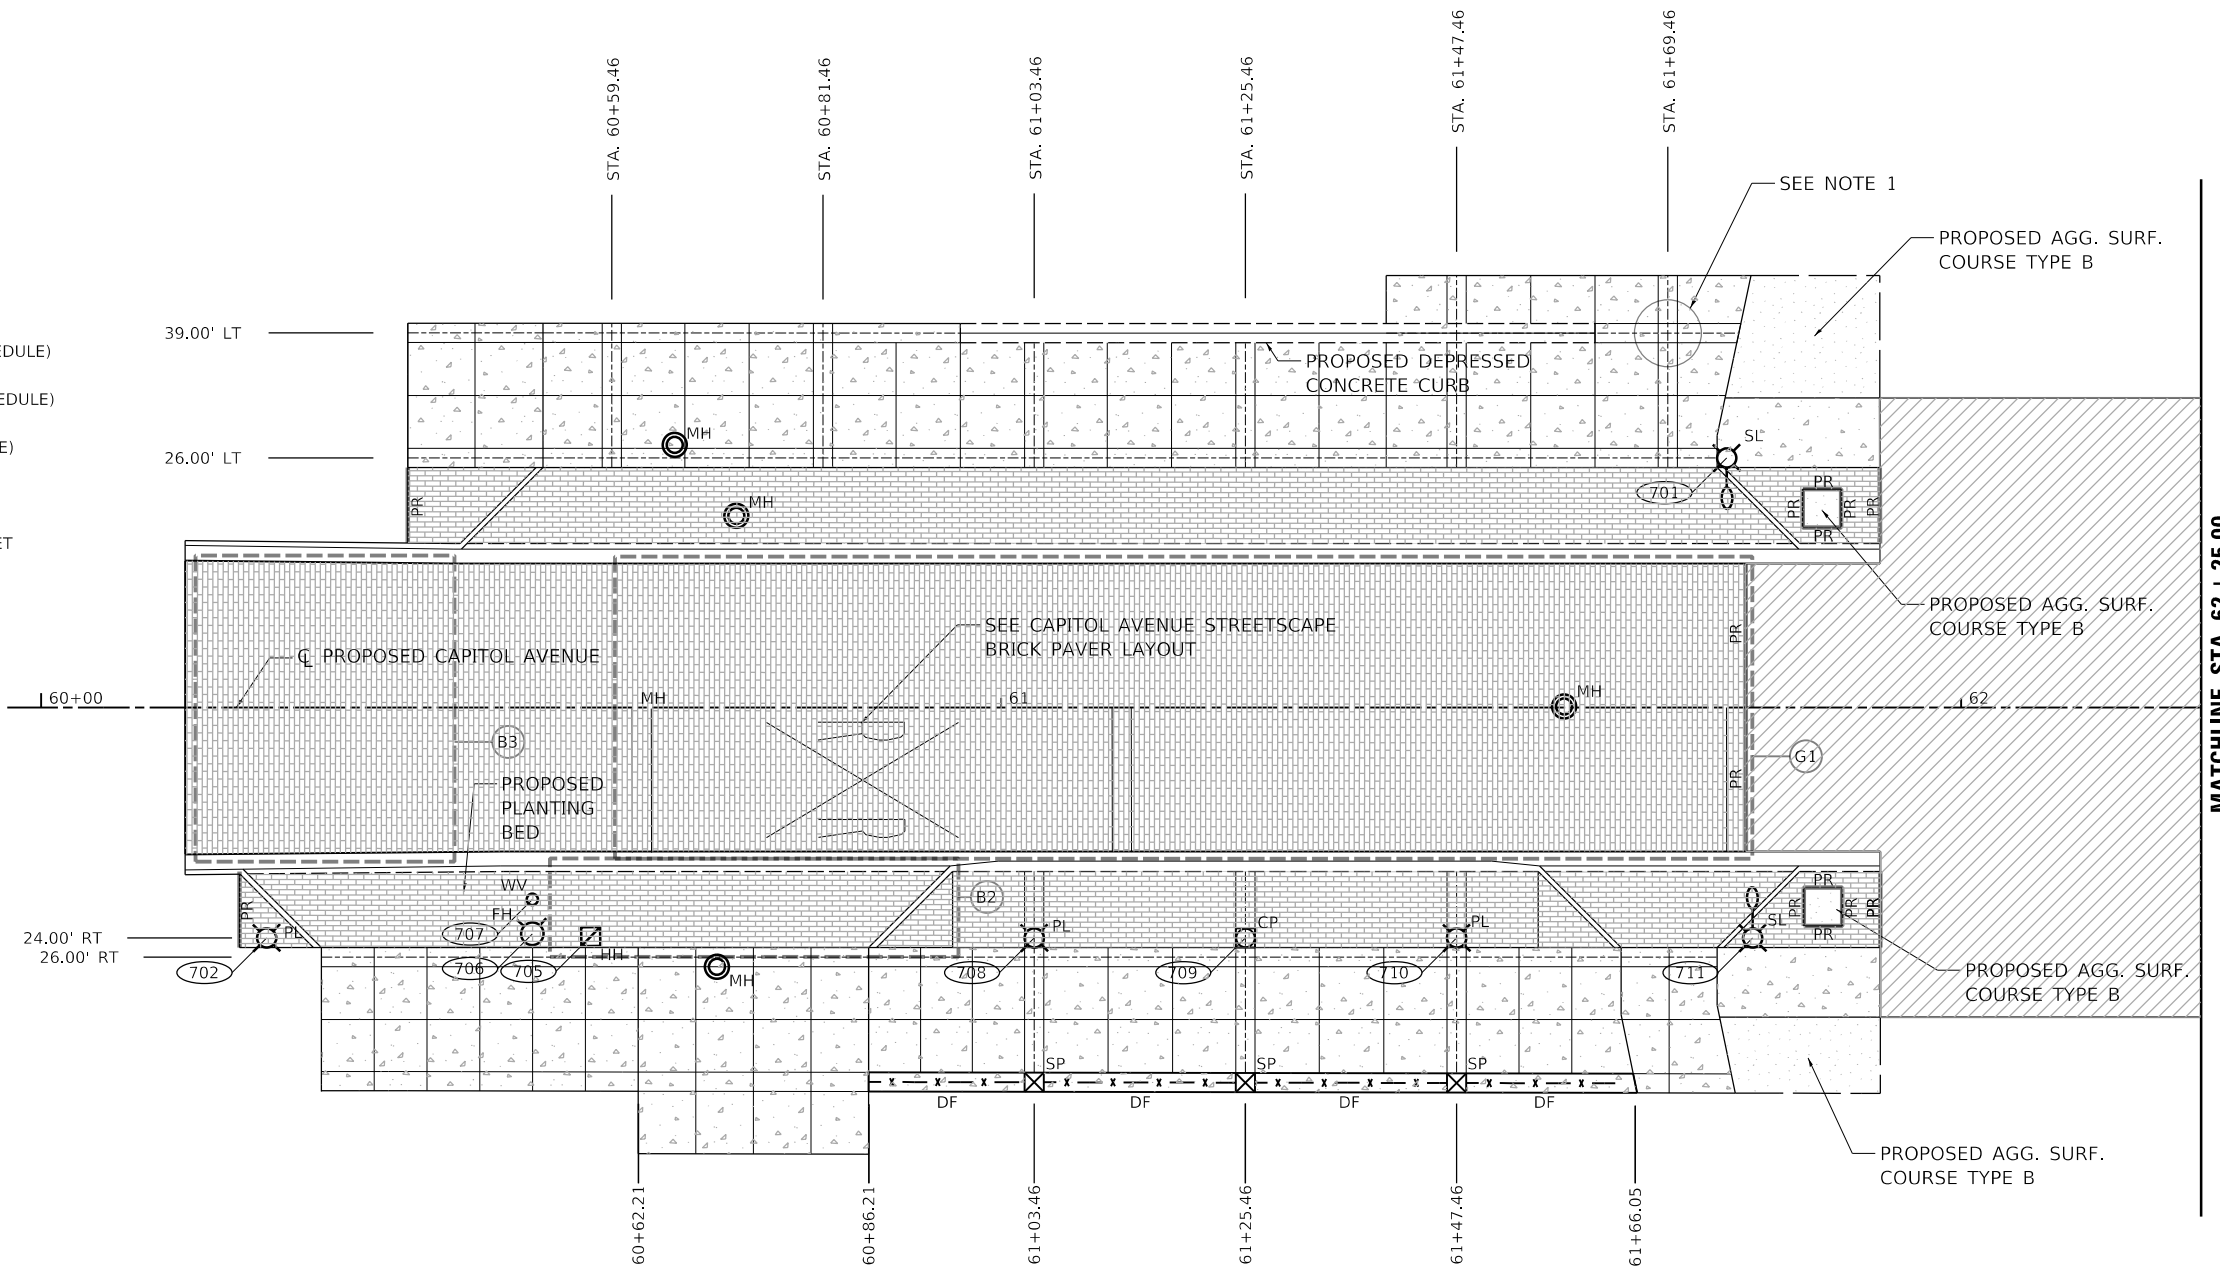 STA. 60+59.46
STA. 60+81.46
STA. 61+03.46
STA. 61+25.46
STA. 61+47.46
STA. 61+69.46
SEE NOTE 1
PROPOSED AGG. SURF.
COURSE TYPE B
39.00' LT
EDULE)
EDULE)
E)
PROPOSED DEPRESSED
CONCRETE CURB
26.00' LT
MH
SL
701
PR
MH
PR
PR
PR
PR
PR
ET
PROPOSED AGG. SURF.
COURSE TYPE B
SEE CAPITOL AVENUE STREETSCAPE
BRICK PAVER LAYOUT
PR
℄ PROPOSED CAPITOL AVENUE
60+00
MH
61
MH
62
B3
G1
PR
PROPOSED
PLANTING
BED
MATCHLINE STA. 62 + 25.00
WV
FH
PR
PL
B2
PL
CP
PL
SL
PR
PR
PR
PR
PR
24.00' RT
26.00' RT
707
706
705
HH
702
MH
708
709
710
711
PROPOSED AGG. SURF.
COURSE TYPE B
SP
SP
SP
DF
DF
DF
DF
PROPOSED AGG. SURF.
COURSE TYPE B
60+62.21
60+86.21
61+03.46
61+25.46
61+47.46
61+66.05